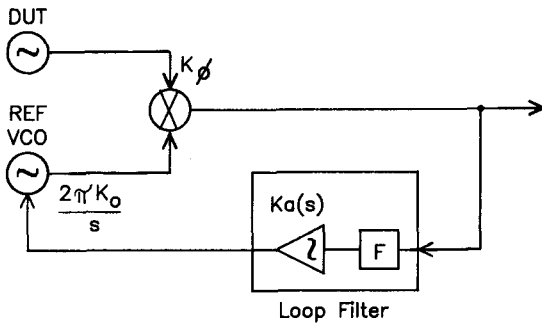 DUT
Kϕ
REF
VCO
2πK₀
s
Ka(s)
F
Loop Filter